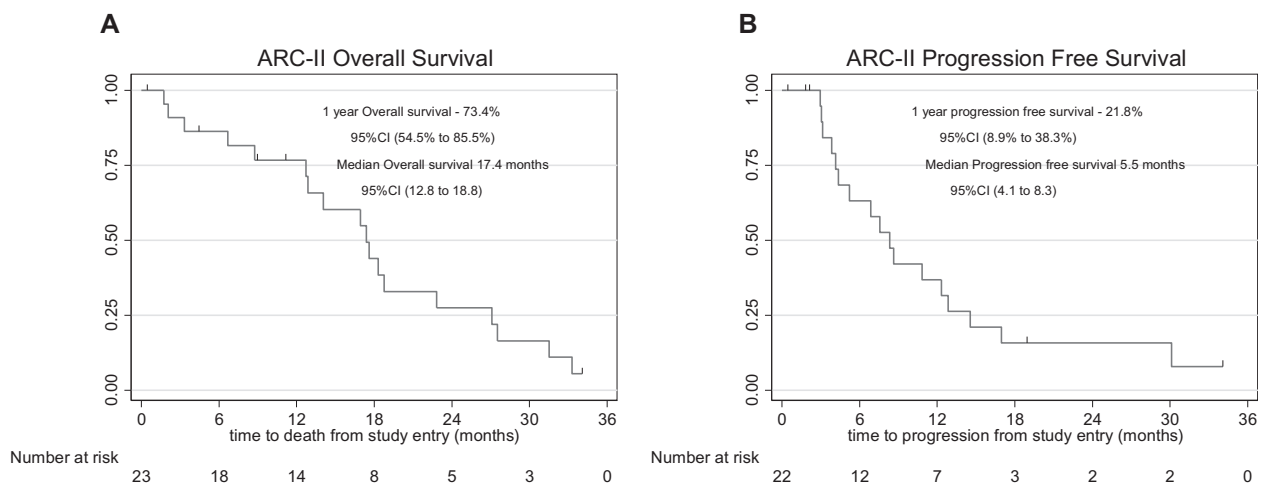 A
ARC-II Overall Survival
1.00
0.75
0.50
0.25
0.00
1 year Overall survival - 73.4%
95%CI (54.5% to 85.5%)
Median Overall survival 17.4 months
95%CI (12.8 to 18.8)
0 6 12 18 24 30 36
time to death from study entry (months)
Number at risk
23 18 14 8 5 3 0
B
ARC-II Progression Free Survival
1.00
0.75
0.50
0.25
0.00
1 year progression free survival - 21.8%
95%CI (8.9% to 38.3%)
Median Progression free survival 5.5 months
95%CI (4.1 to 8.3)
0 6 12 18 24 30 36
time to progression from study entry (months)
Number at risk
22 12 7 3 2 2 0